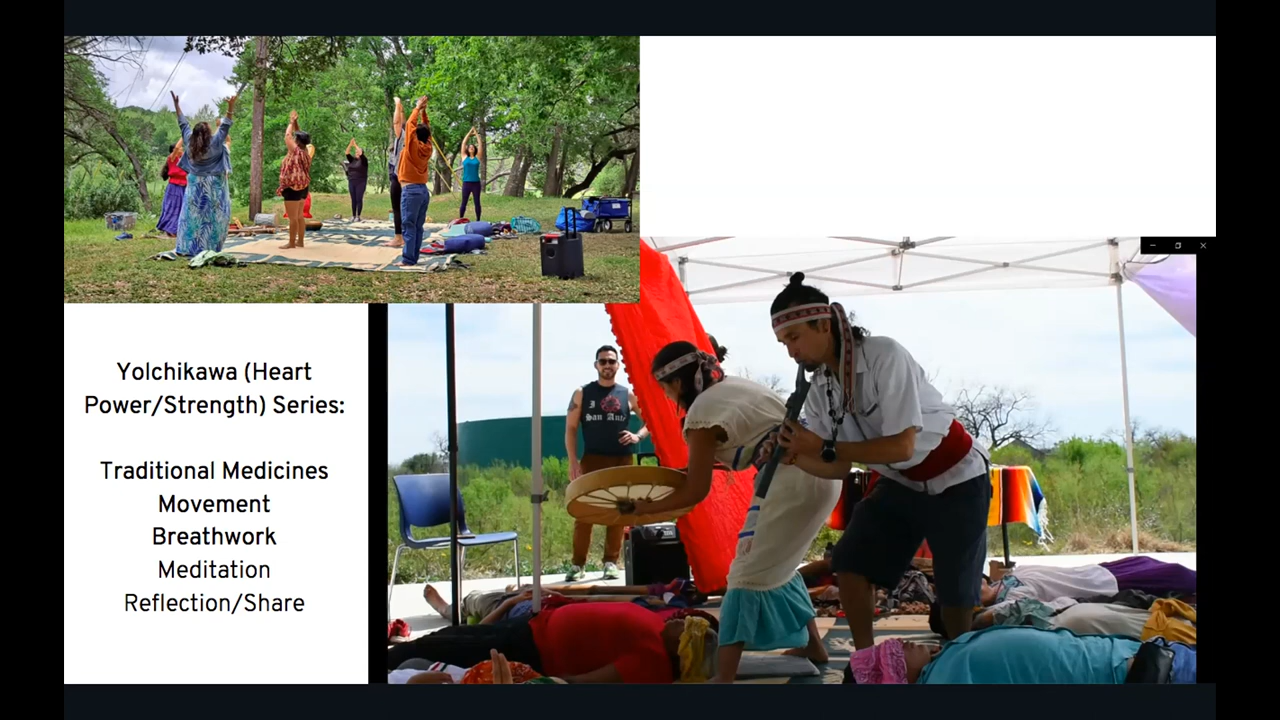 Yolchikawa (Heart
Power/Strength) Series:
Traditional Medicines
Movement
Breathwork
Meditation
Reflection/Share
I
San Anto